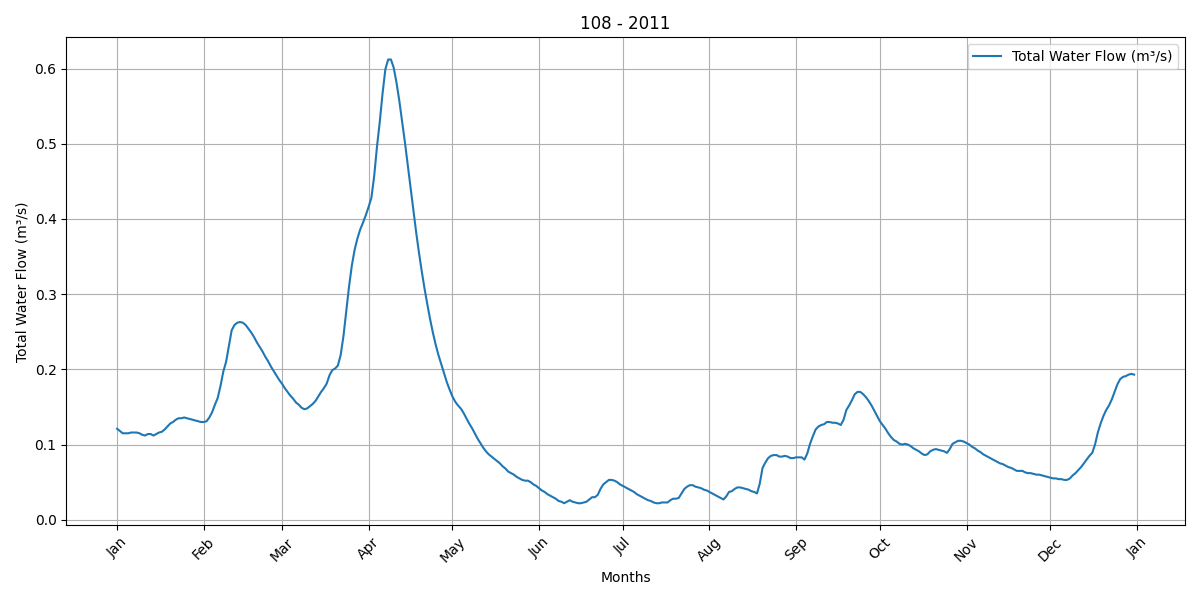 108 - 2011
Total Water Flow (m³/s)
Total Water Flow (m³/s)
0.6
0.5
0.4
0.3
0.2
0.1
0.0
Jan
Feb
Mar
Apr
May
Jun
Jul
Aug
Sep
Oct
Nov
Dec
Jan
Months